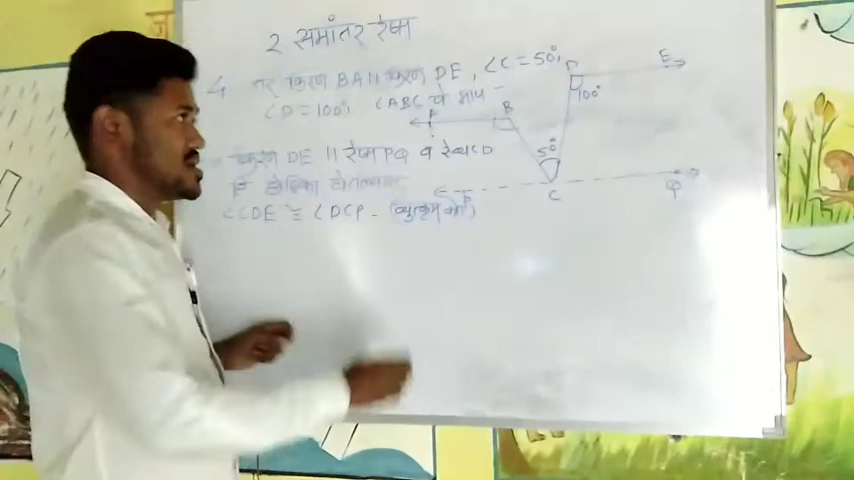 2 समांतर रेषा
4 तर किरण BA || किरण DE, ∠C = 50°,
∠D = 100° ∠ABC चे माप -
किरण DE || रेषा PQ व रेख CD
ही छेदिका
∠CDE ≅ ∠DCP - (व्युत्क्रम कोन)
D
E
100°
B
50°
P
C
Q